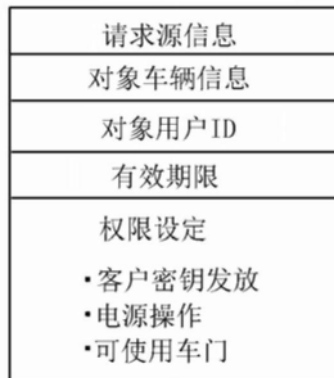 请求源信息
对象车辆信息
对象用户ID
有效期限
权限设定
·客户密钥发放
·电源操作
·可使用车门